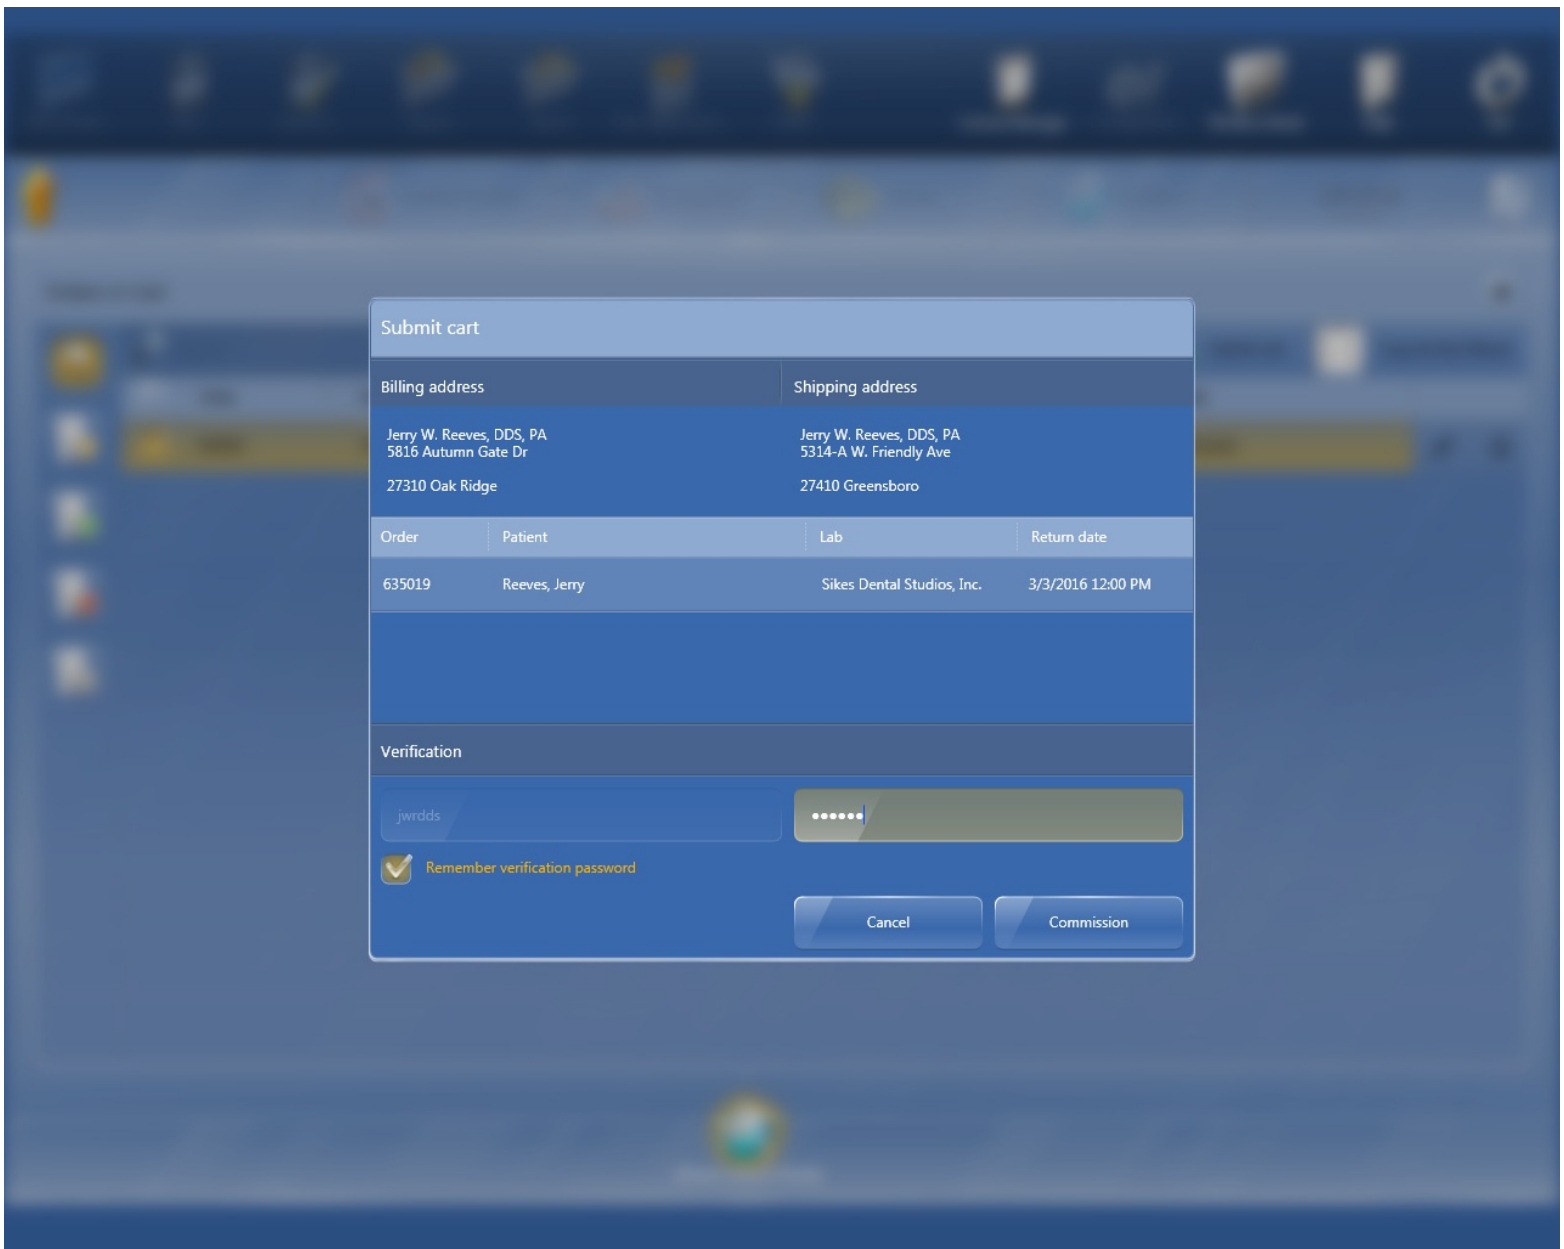 Submit cart
Billing address
Shipping address
Jerry W. Reeves, DDS, PA
5816 Autumn Gate Dr
27310 Oak Ridge
Jerry W. Reeves, DDS, PA
5314-A W. Friendly Ave
27410 Greensboro
Order Patient Lab Return date
635019 Reeves, Jerry Sikes Dental Studios, Inc. 3/3/2016 12:00 PM
Verification
jwrdds
Remember verification password
Cancel Commission